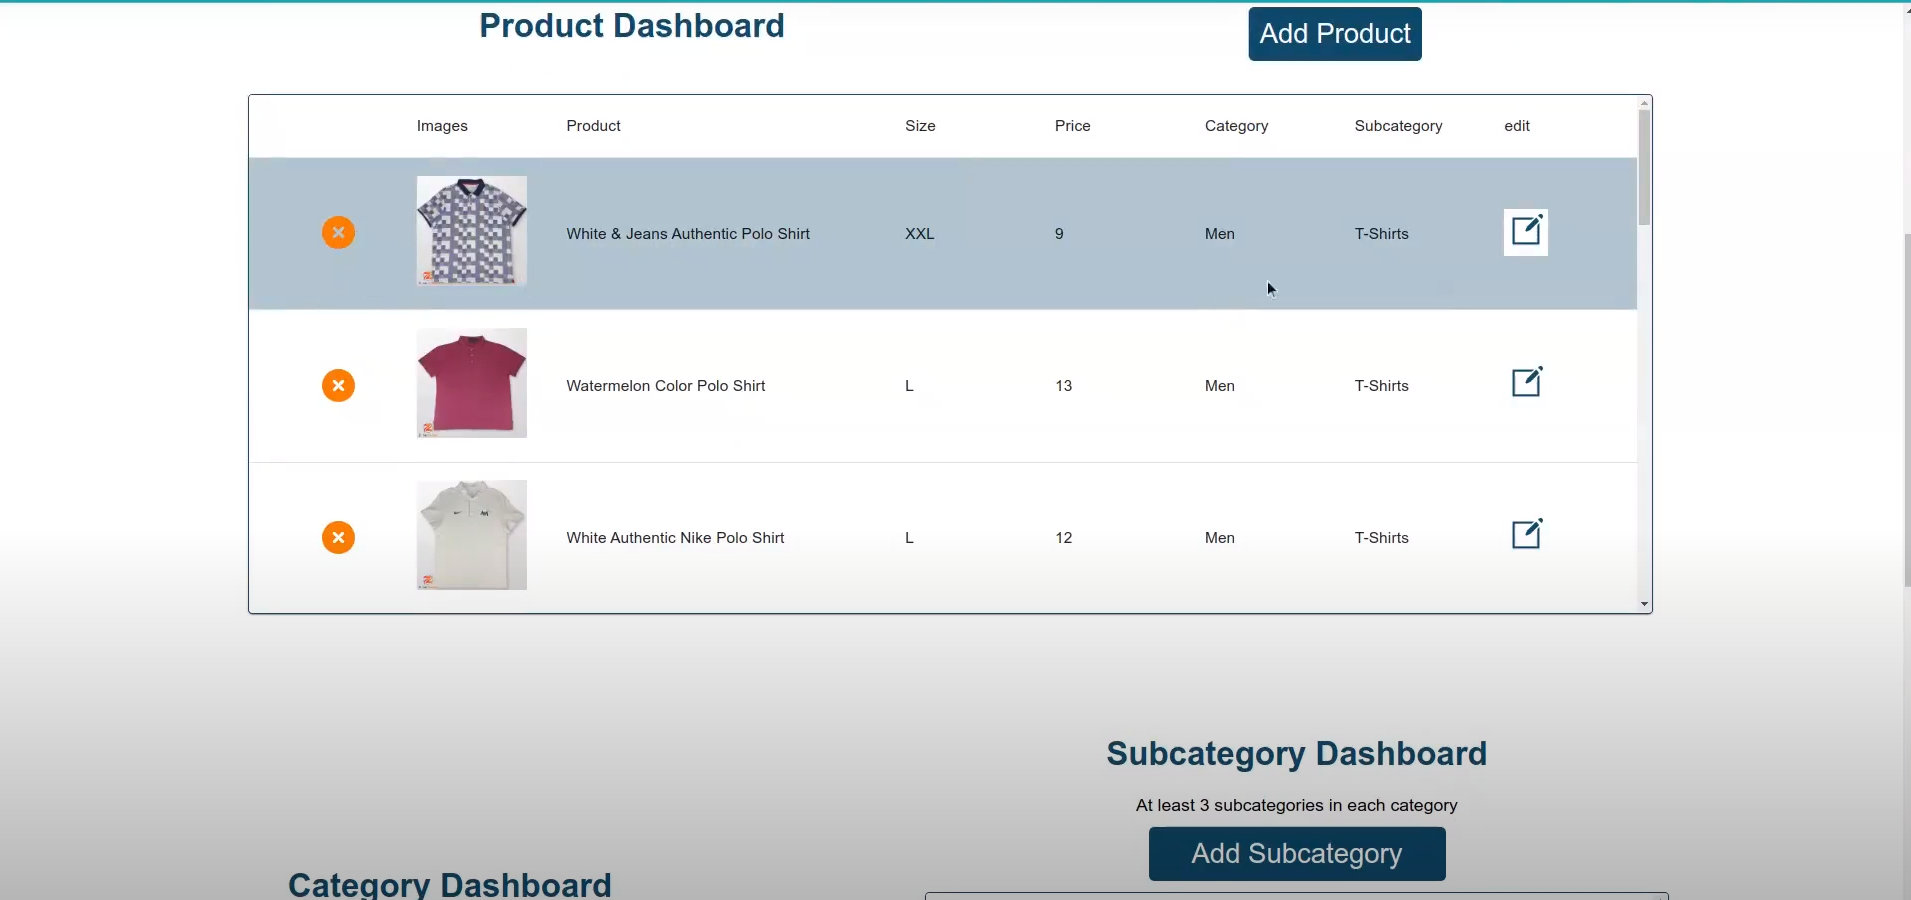 Product Dashboard
Add Product
Images Product Size Price Category Subcategory edit
White & Jeans Authentic Polo Shirt XXL 9 Men T-Shirts
Watermelon Color Polo Shirt L 13 Men T-Shirts
White Authentic Nike Polo Shirt L 12 Men T-Shirts
Subcategory Dashboard
At least 3 subcategories in each category
Add Subcategory
Category Dashboard